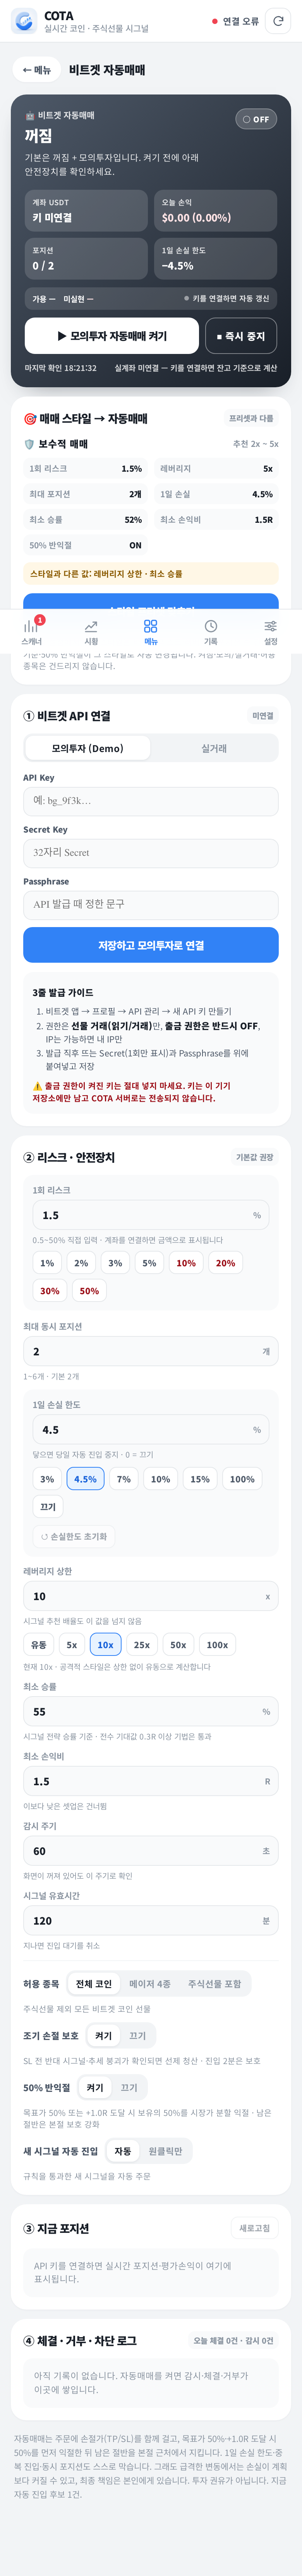 COTA
실시간 코인 · 주식선물 시그널
연결 오류
← 메뉴
비트겟 자동매매
🤖 비트겟 자동매매
OFF
꺼짐
기본은 꺼짐 + 모의투자입니다. 켜기 전에 아래
안전장치를 확인하세요.
계좌 USDT
키 미연결
오늘 손익
$0.00 (0.00%)
포지션
0 / 2
1일 손실 한도
−4.5%
가용 — 미실현 —
키를 연결하면 자동 갱신
▶ 모의투자 자동매매 켜기
■ 즉시 중지
마지막 확인 18:21:32
실계좌 미연결 — 키를 연결하면 잔고 기준으로 계산
🎯 매매 스타일 → 자동매매
프리셋과 다름
🛡️ 보수적 매매
추천 2x ~ 5x
1회 리스크 1.5%
레버리지 5x
최대 포지션 2개
1일 손실 4.5%
최소 승률 52%
최소 손익비 1.5R
50% 반익절 ON
스타일과 다른 값: 레버리지 상한 · 최소 승률
1
스캐너
시황
메뉴
기록
설정
종목은 건드리지 않습니다.
① 비트겟 API 연결
미연결
모의투자 (Demo)
실거래
API Key
예: bg_9f3k…
Secret Key
32자리 Secret
Passphrase
API 발급 때 정한 문구
저장하고 모의투자로 연결
3줄 발급 가이드
1. 비트겟 앱 → 프로필 → API 관리 → 새 API 키 만들기
2. 권한은 선물 거래(읽기/거래)만, 출금 권한은 반드시 OFF,
IP는 가능하면 내 IP만
3. 발급 직후 뜨는 Secret(1회만 표시)과 Passphrase를 위에
붙여넣고 저장
⚠️ 출금 권한이 켜진 키는 절대 넣지 마세요. 키는 이 기기
저장소에만 남고 COTA 서버로는 전송되지 않습니다.
② 리스크 · 안전장치
기본값 권장
1회 리스크
1.5 %
0.5~50% 직접 입력 · 계좌를 연결하면 금액으로 표시됩니다
1% 2% 3% 5% 10% 20%
30% 50%
최대 동시 포지션
2 개
1~6개 · 기본 2개
1일 손실 한도
4.5 %
닿으면 당일 자동 진입 중지 · 0 = 끄기
3% 4.5% 7% 10% 15% 100%
끄기
↺ 손실한도 초기화
레버리지 상한
10 x
시그널 추천 배율도 이 값을 넘지 않음
유동 5x 10x 25x 50x 100x
현재 10x · 공격적 스타일은 상한 없이 유동으로 계산합니다
최소 승률
55 %
시그널 전략 승률 기준 · 전수 기대값 0.3R 이상 기법은 통과
최소 손익비
1.5 R
이보다 낮은 셋업은 건너뜀
감시 주기
60 초
화면이 꺼져 있어도 이 주기로 확인
시그널 유효시간
120 분
지나면 진입 대기를 취소
허용 종목 전체 코인 메이저 4종 주식선물 포함
주식선물 제외 모든 비트겟 코인 선물
조기 손절 보호 켜기 끄기
SL 전 반대 시그널·추세 붕괴가 확인되면 선제 청산 · 진입 2분은 보호
50% 반익절 켜기 끄기
목표가 50% 또는 +1.0R 도달 시 보유의 50%를 시장가 분할 익절 · 남은
절반은 본절 보호 강화
새 시그널 자동 진입 자동 원클릭만
규칙을 통과한 새 시그널을 자동 주문
③ 지금 포지션
새로고침
API 키를 연결하면 실시간 포지션·평가손익이 여기에
표시됩니다.
④ 체결 · 거부 · 차단 로그
오늘 체결 0건 · 감시 0건
아직 기록이 없습니다. 자동매매를 켜면 감시·체결·거부가
이곳에 쌓입니다.
자동매매는 주문에 손절가(TP/SL)를 함께 걸고, 목표가 50%·+1.0R 도달 시
50%를 먼저 익절한 뒤 남은 절반을 본절 근처에서 지킵니다. 1일 손실 한도·중
복 진입·동시 포지션도 스스로 막습니다. 그래도 급격한 변동에서는 손실이 계획
보다 커질 수 있고, 최종 책임은 본인에게 있습니다. 투자 권유가 아닙니다. 지금
자동 진입 후보 1건.